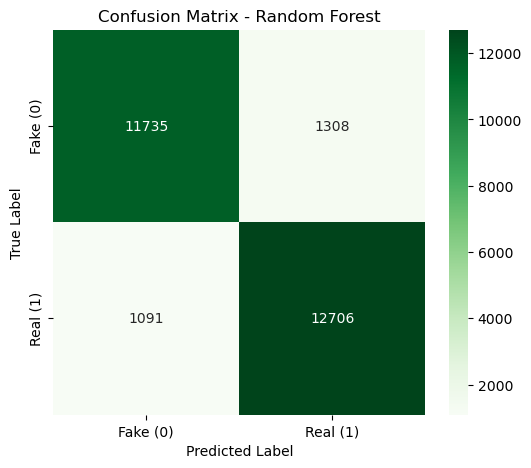 Confusion Matrix - Random Forest
True Label
Fake (0)
Real (1)
11735
1308
1091
12706
Fake (0)
Real (1)
Predicted Label
12000
10000
8000
6000
4000
2000